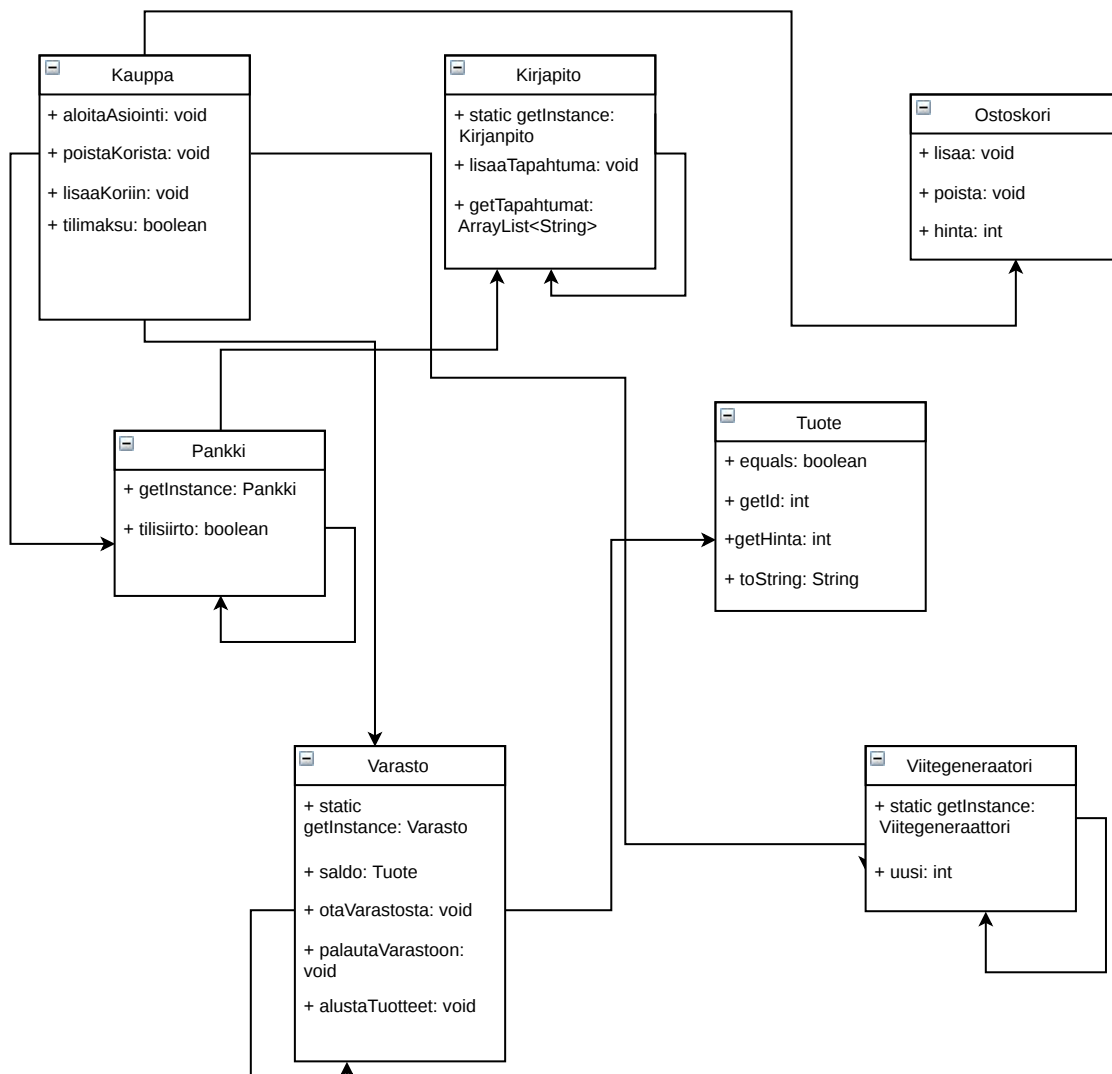 Kauppa
+ aloitaAsiointi: void
+ poistaKorista: void
+ lisaaKoriin: void
+ tilimaksu: boolean
Kirjapito
+ static getInstance:
Kirjanpito
+ lisaaTapahtuma: void
+ getTapahtumat:
ArrayList<String>
Ostoskori
+ lisaa: void
+ poista: void
+ hinta: int
Pankki
+ getInstance: Pankki
+ tilisiirto: boolean
Tuote
+ equals: boolean
+ getId: int
+getHinta: int
+ toString: String
Varasto
+ static
getInstance: Varasto
+ saldo: Tuote
+ otaVarastosta: void
+ palautaVarastoon:
void
+ alustaTuotteet: void
Viitegeneraatori
+ static getInstance:
Viitegeneraattori
+ uusi: int